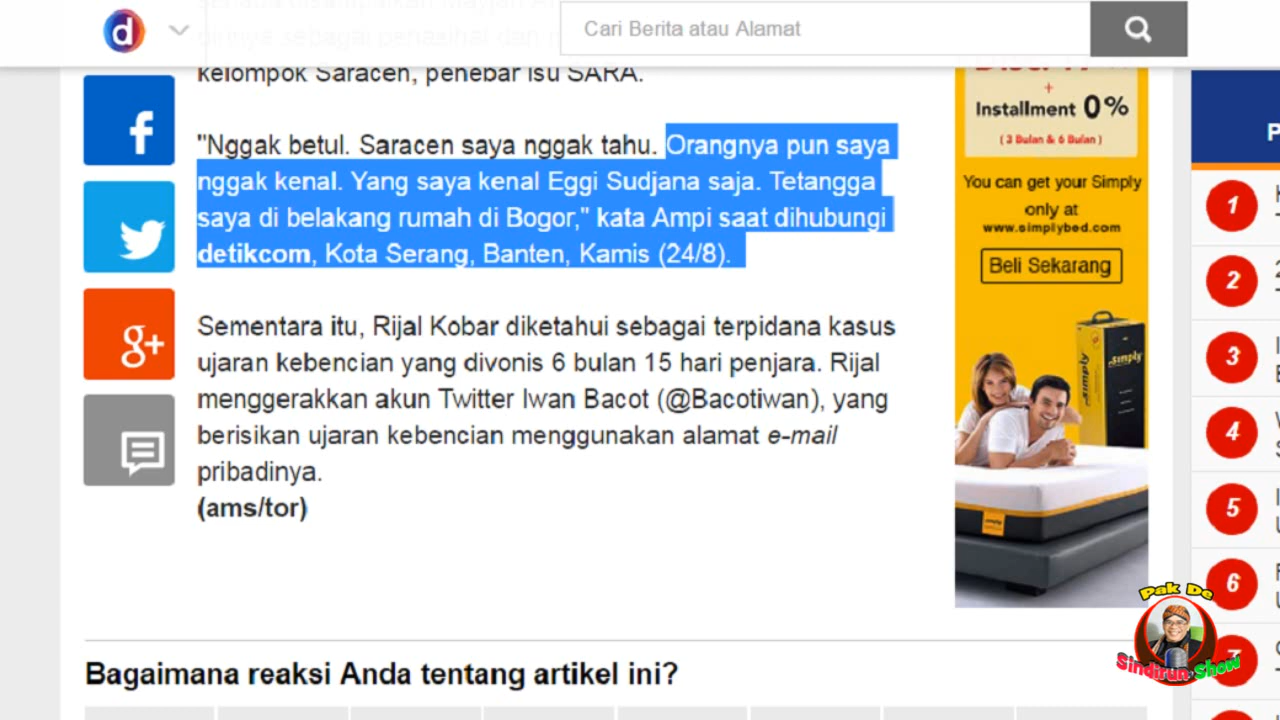 d
Cari Berita atau Alamat
kelompok Saracen, penebar isu SARA.
"Nggak betul. Saracen saya nggak tahu. Orangnya pun saya
nggak kenal. Yang saya kenal Eggi Sudjana saja. Tetangga
saya di belakang rumah di Bogor," kata Ampi saat dihubungi
detikcom, Kota Serang, Banten, Kamis (24/8).
Sementara itu, Rijal Kobar diketahui sebagai terpidana kasus
ujaran kebencian yang divonis 6 bulan 15 hari penjara. Rijal
menggerakkan akun Twitter Iwan Bacot (@Bacotiwan), yang
berisikan ujaran kebencian menggunakan alamat e-mail
pribadinya.
(ams/tor)
Bagaimana reaksi Anda tentang artikel ini?
f
g+
+
Installment 0%
( 3 Bulan & 6 Bulan )
You can get your Simply
only at
www.simplybed.com
Beli Sekarang
simply
simply
P
1
2
3
4
5
6
7
Pak De
Sindirun Show